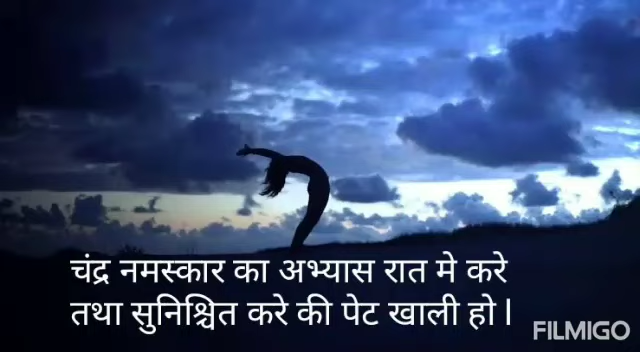 चंद्र नमस्कार का अभ्यास रात मे करे
तथा सुनिश्चित करे की पेट खाली हो l
FILMIGO